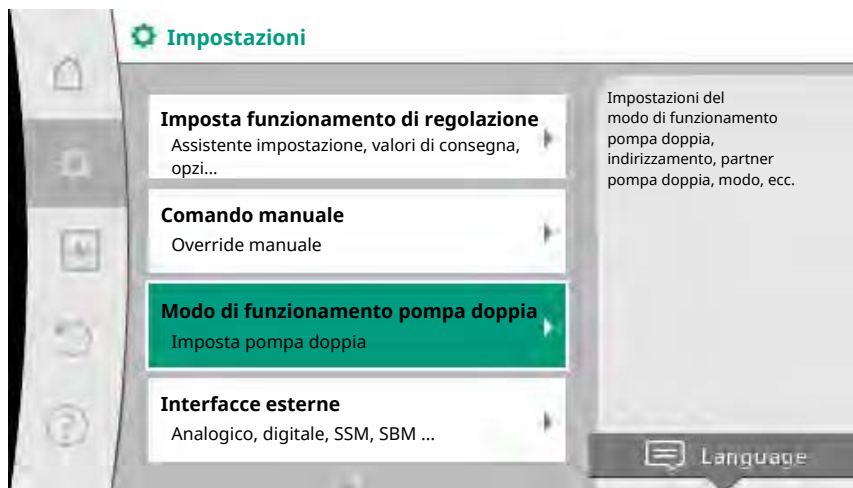 Impostazioni
Imposta funzionamento di regolazione
Assistente impostazione, valori di consegna,
opzi...
Comando manuale
Override manuale
Modo di funzionamento pompa doppia
Imposta pompa doppia
Interfacce esterne
Analogico, digitale, SSM, SBM ...
Impostazioni del
modo di funzionamento
pompa doppia,
indirizzamento, partner
pompa doppia, modo, ecc.
Language